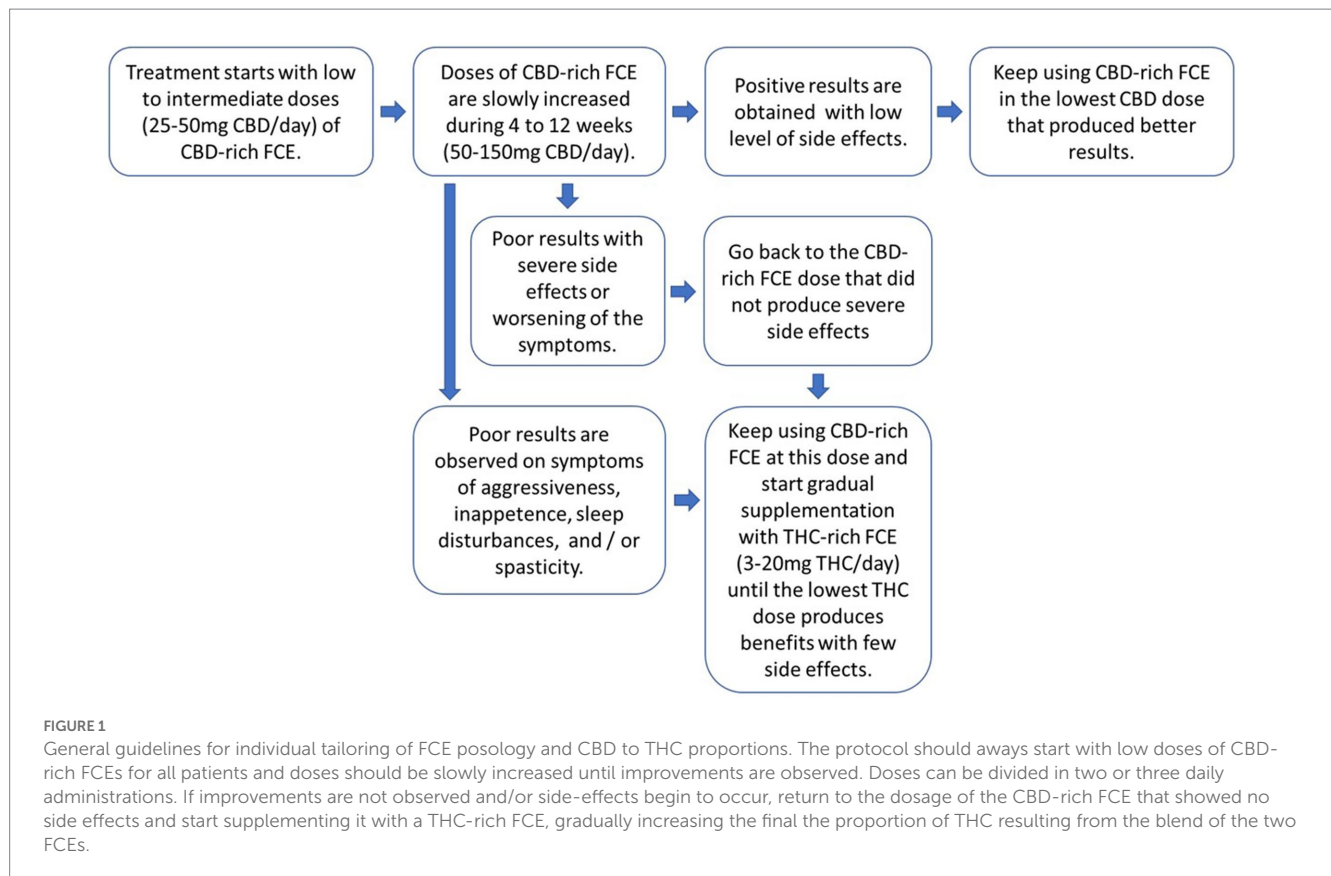 Treatment starts with low
to intermediate doses
(25-50mg CBD/day) of
CBD-rich FCE.
Doses of CBD-rich FCE
are slowly increased
during 4 to 12 weeks
(50-150mg CBD/day).
Positive results are
obtained with low
level of side effects.
Keep using CBD-rich FCE
in the lowest CBD dose
that produced better
results.
Poor results with
severe side
effects or
worsening of the
symptoms.
Go back to the CBD-
rich FCE dose that did
not produce severe
side effects
Poor results are
observed on symptoms
of aggressiveness,
inappetence, sleep
disturbances, and / or
spasticity.
Keep using CBD-rich
FCE at this dose and
start gradual
supplementation
with THC-rich FCE
(3-20mg THC/day)
until the lowest THC
dose produces
benefits with few
side effects.
FIGURE 1
General guidelines for individual tailoring of FCE posology and CBD to THC proportions. The protocol should aways start with low doses of CBD-
rich FCEs for all patients and doses should be slowly increased until improvements are observed. Doses can be divided in two or three daily
administrations. If improvements are not observed and/or side-effects begin to occur, return to the dosage of the CBD-rich FCE that showed no
side effects and start supplementing it with a THC-rich FCE, gradually increasing the final the proportion of THC resulting from the blend of the two
FCEs.